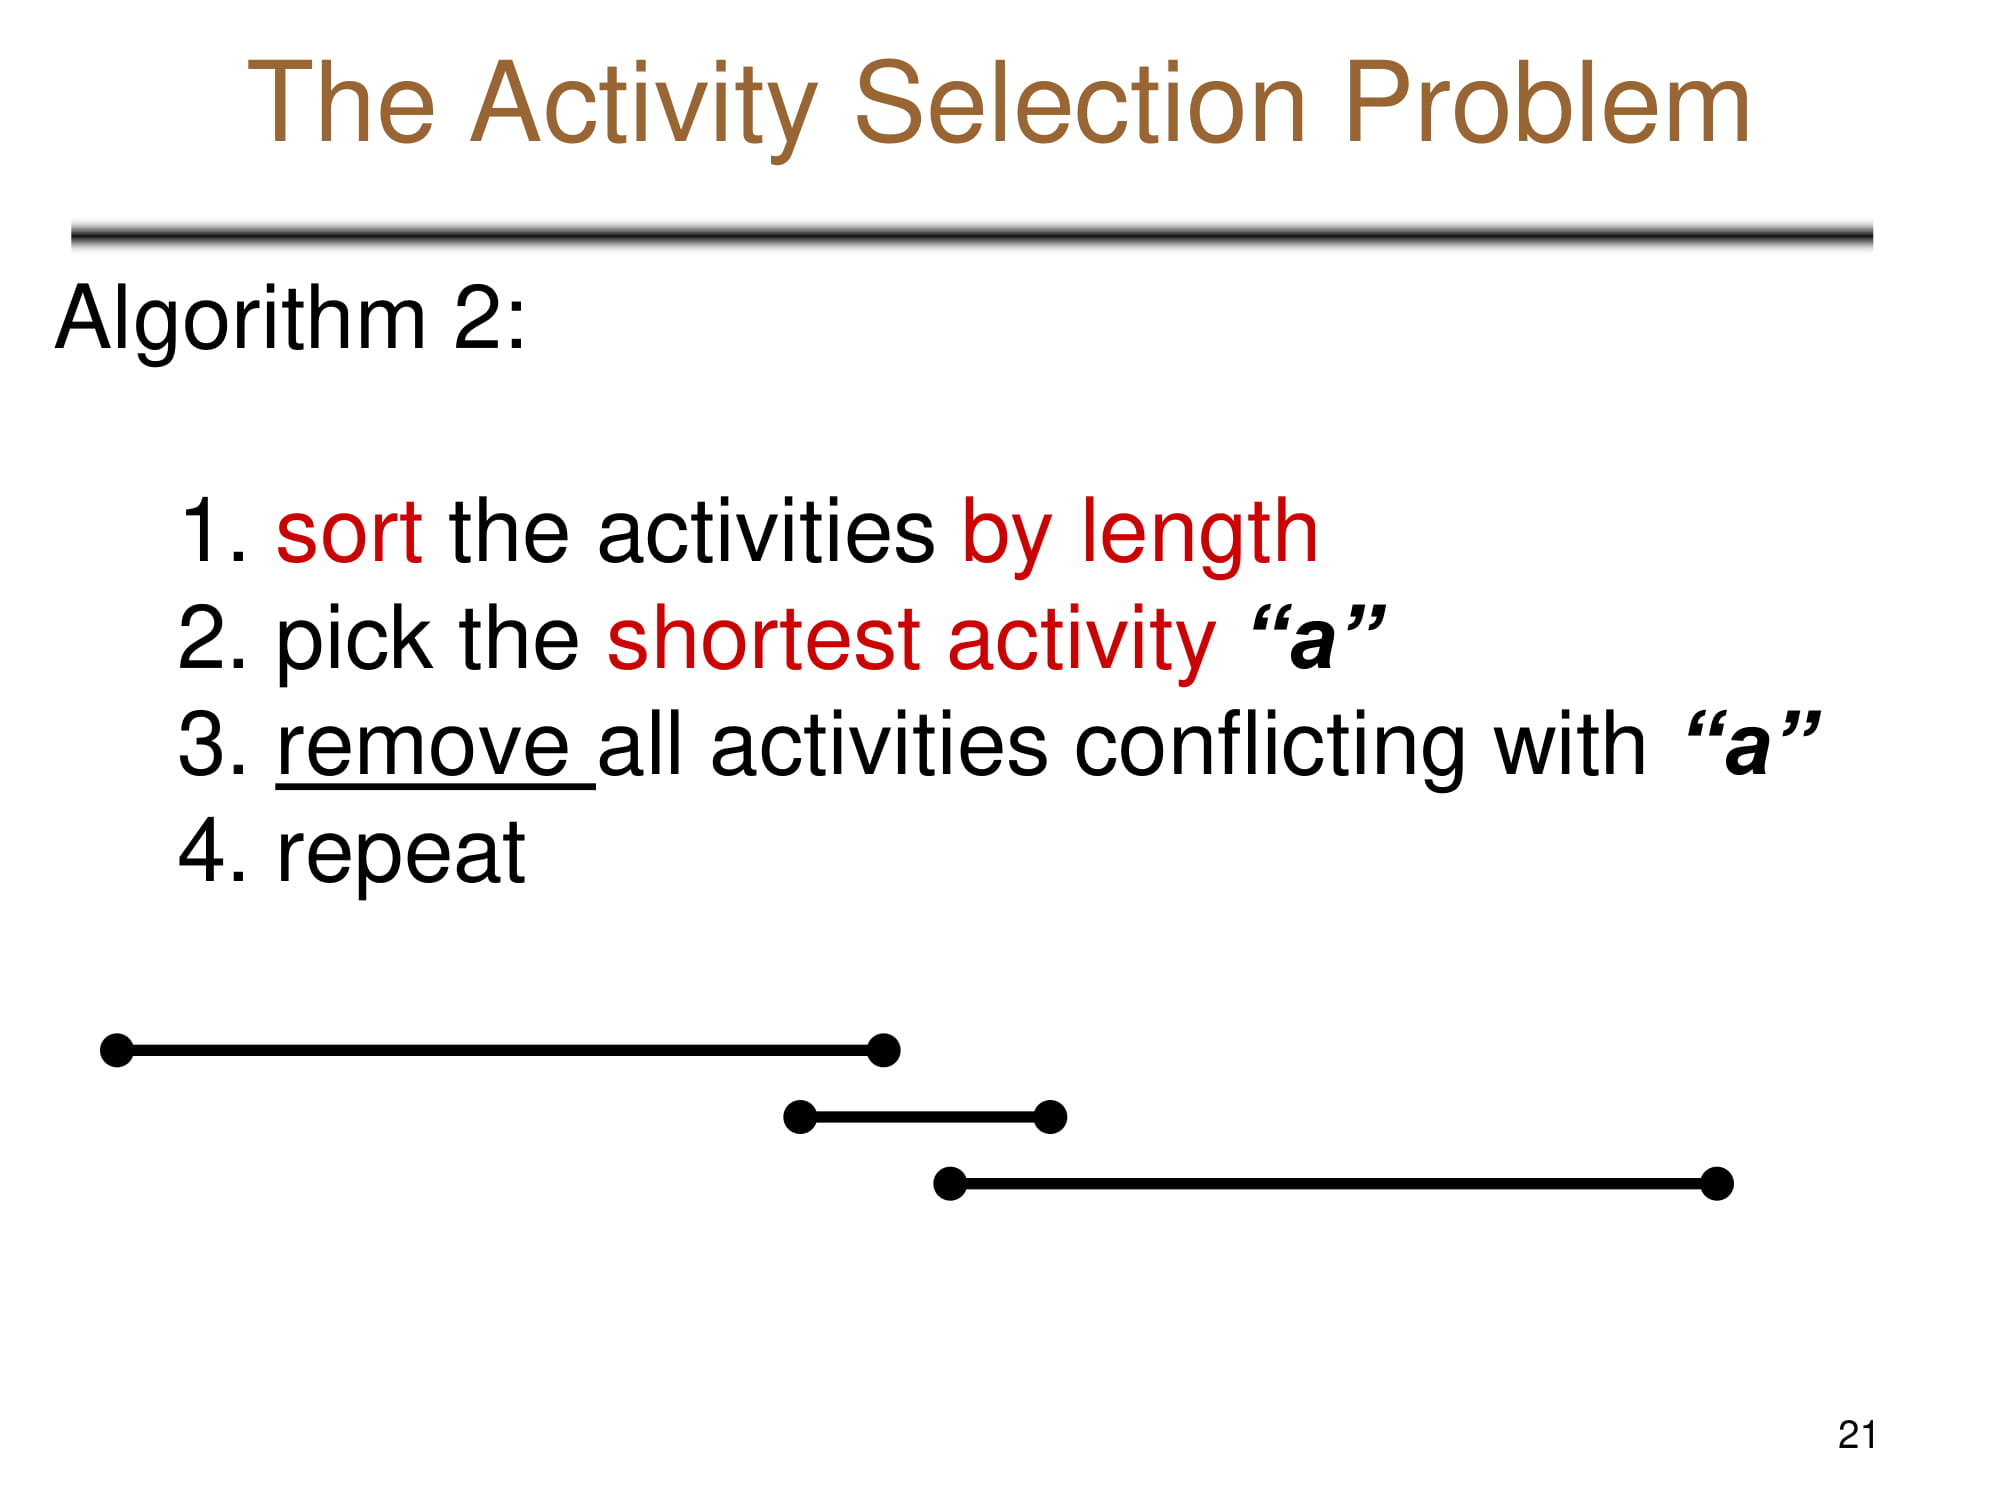 The Activity Selection Problem
Algorithm 2:
1. sort the activities by length
2. pick the shortest activity “a”
3. remove all activities conflicting with “a”
4. repeat
21